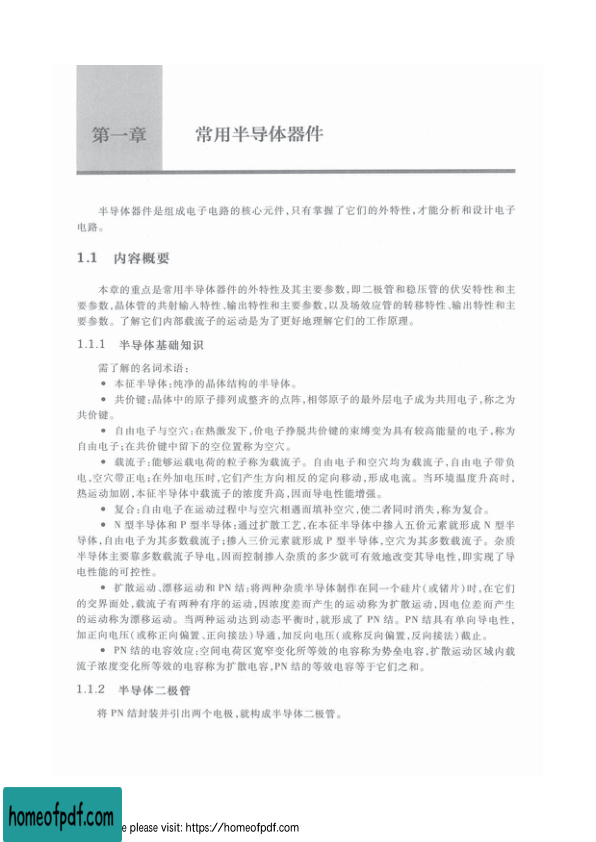 第一章
常用半导体器件
半导体器件是组成电子电路的核心元件,只有掌握了它们的外特性,才能分析和设计电子
电路。
1.1 内容概要
本章的重点是常用半导体器件的外特性及其主要参数,即二极管和稳压管的伏安特性和主
要参数,晶体管的共射输入特性、输出特性和主要参数,以及场效应管的转移特性、输出特性和主
要参数。了解它们内部载流子的运动是为了更好地理解它们的工作原理。
1.1.1 半导体基础知识
需了解的名词术语:
● 本征半导体:纯净的晶体结构的半导体。
● 共价键:晶体中的原子排列成整齐的点阵,相邻原子的最外层电子成为共用电子,称之为
共价键。
● 自由电子与空穴:在热激发下,价电子挣脱共价键的束缚变为具有较高能量的电子,称为
自由电子;在共价键中留下的空位置称为空穴。
● 载流子:能够运载电荷的粒子称为载流子。自由电子和空穴均为载流子,自由电子带负
电,空穴带正电;在外加电压时,它们产生方向相反的定向移动,形成电流。当环境温度升高时,
热运动加剧,本征半导体中载流子的浓度升高,因而导电性能增强。
● 复合:自由电子在运动过程中与空穴相遇而填补空穴,使二者同时消失,称为复合。
● N 型半导体和 P 型半导体:通过扩散工艺,在本征半导体中掺入五价元素就形成 N 型半
导体,自由电子为其多数载流子;掺入三价元素就形成 P 型半导体,空穴为其多数载流子。杂质
半导体主要靠多数载流子导电,因而控制掺入杂质的多少就可有效地改变其导电性,即实现了导
电性能的可控性。
● 扩散运动、漂移运动和 PN 结:将两种杂质半导体制作在同一个硅片(或锗片)时,在它们
的交界面处,载流子有两种有序的运动,因浓度差而产生的运动称为扩散运动,因电位差而产生
的运动称为漂移运动。当两种运动达到动态平衡时,就形成了 PN 结。PN 结具有单向导电性,
加正向电压(或称正向偏置、正向接法)导通,加反向电压(或称反向偏置,反向接法)截止。
● PN 结的电容效应:空间电荷区宽窄变化所等效的电容称为势垒电容,扩散运动区域内载
流子浓度变化所等效的电容称为扩散电容,PN 结的等效电容等于它们之和。
1.1.2 半导体二极管
将 PN 结封装并引出两个电极,就构成半导体二极管。
homeofpdf.com
e please visit: https://homeofpdf.com